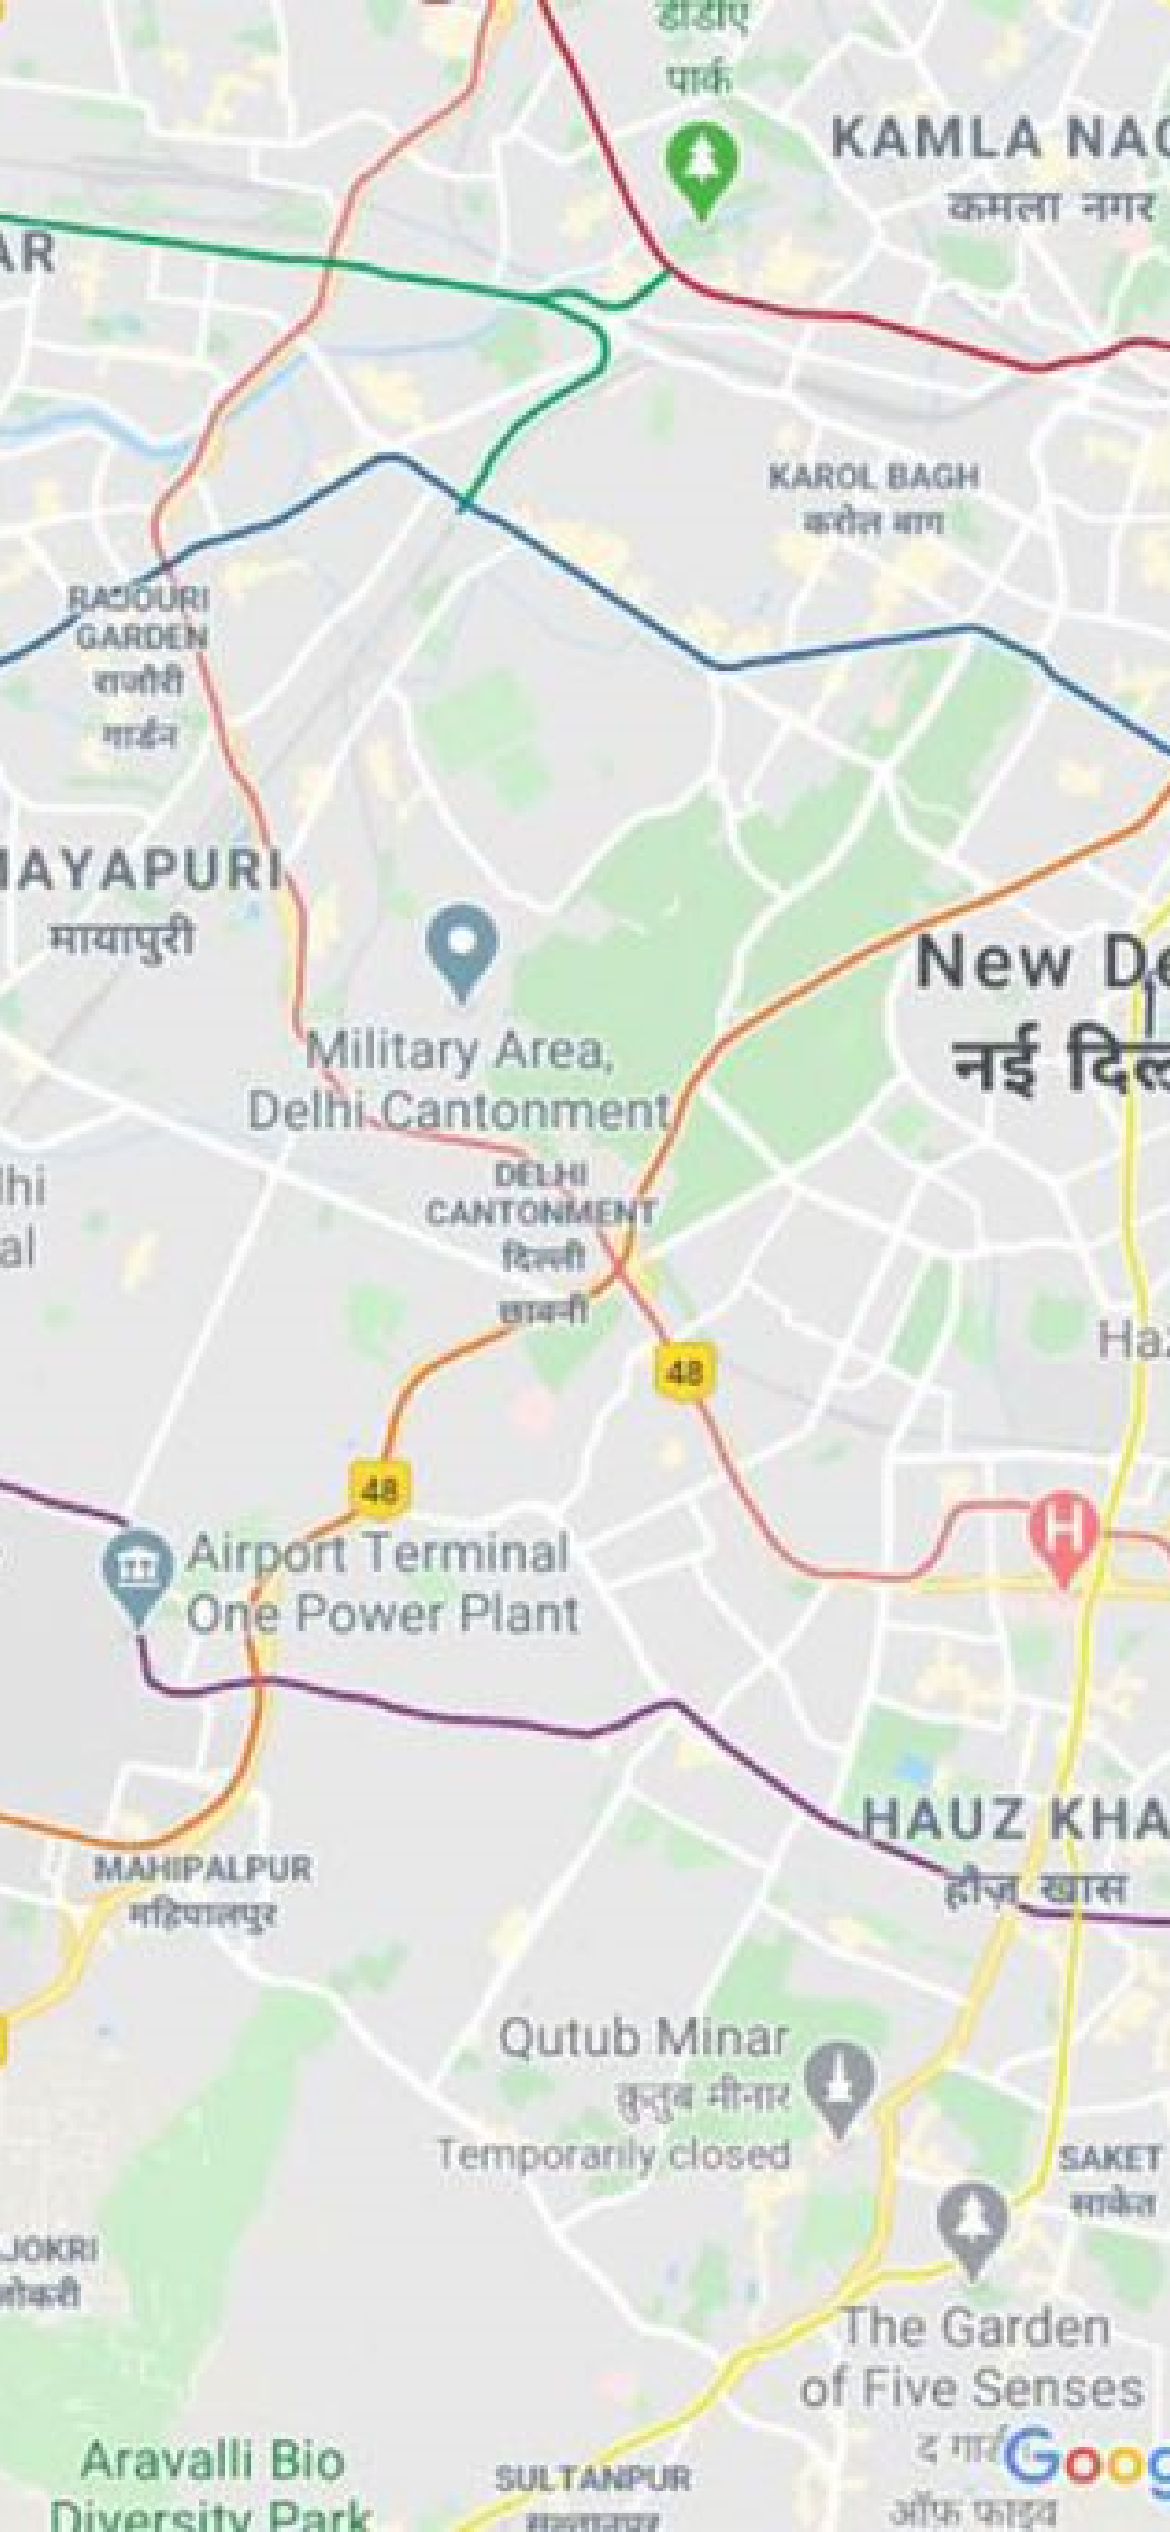 डीडीए
पार्क
KAMLA NAG
कमला नगर
AR
KAROL BAGH
करोल बाग
RAJOURI
GARDEN
राजौरी
गार्डन
MAYAPURI
मायापुरी
New De
नई दिल्
Military Area,
Delhi Cantonment
DELHI
CANTONMENT
दिल्ली
छावनी
lhi
al
Ha
48
48
Airport Terminal
One Power Plant
HAUZ KHA
हौज़ खास
MAHIPALPUR
महिपालपुर
Qutub Minar
क़ुतुब मीनार
Temporarily closed
SAKET
साकेत
JOKRI
ोकरी
The Garden
of Five Senses
द गार्ड
ऑफ़ फाइव
Goog
Aravalli Bio
Diversity Park
SULTANPUR
सुल्तानपुर